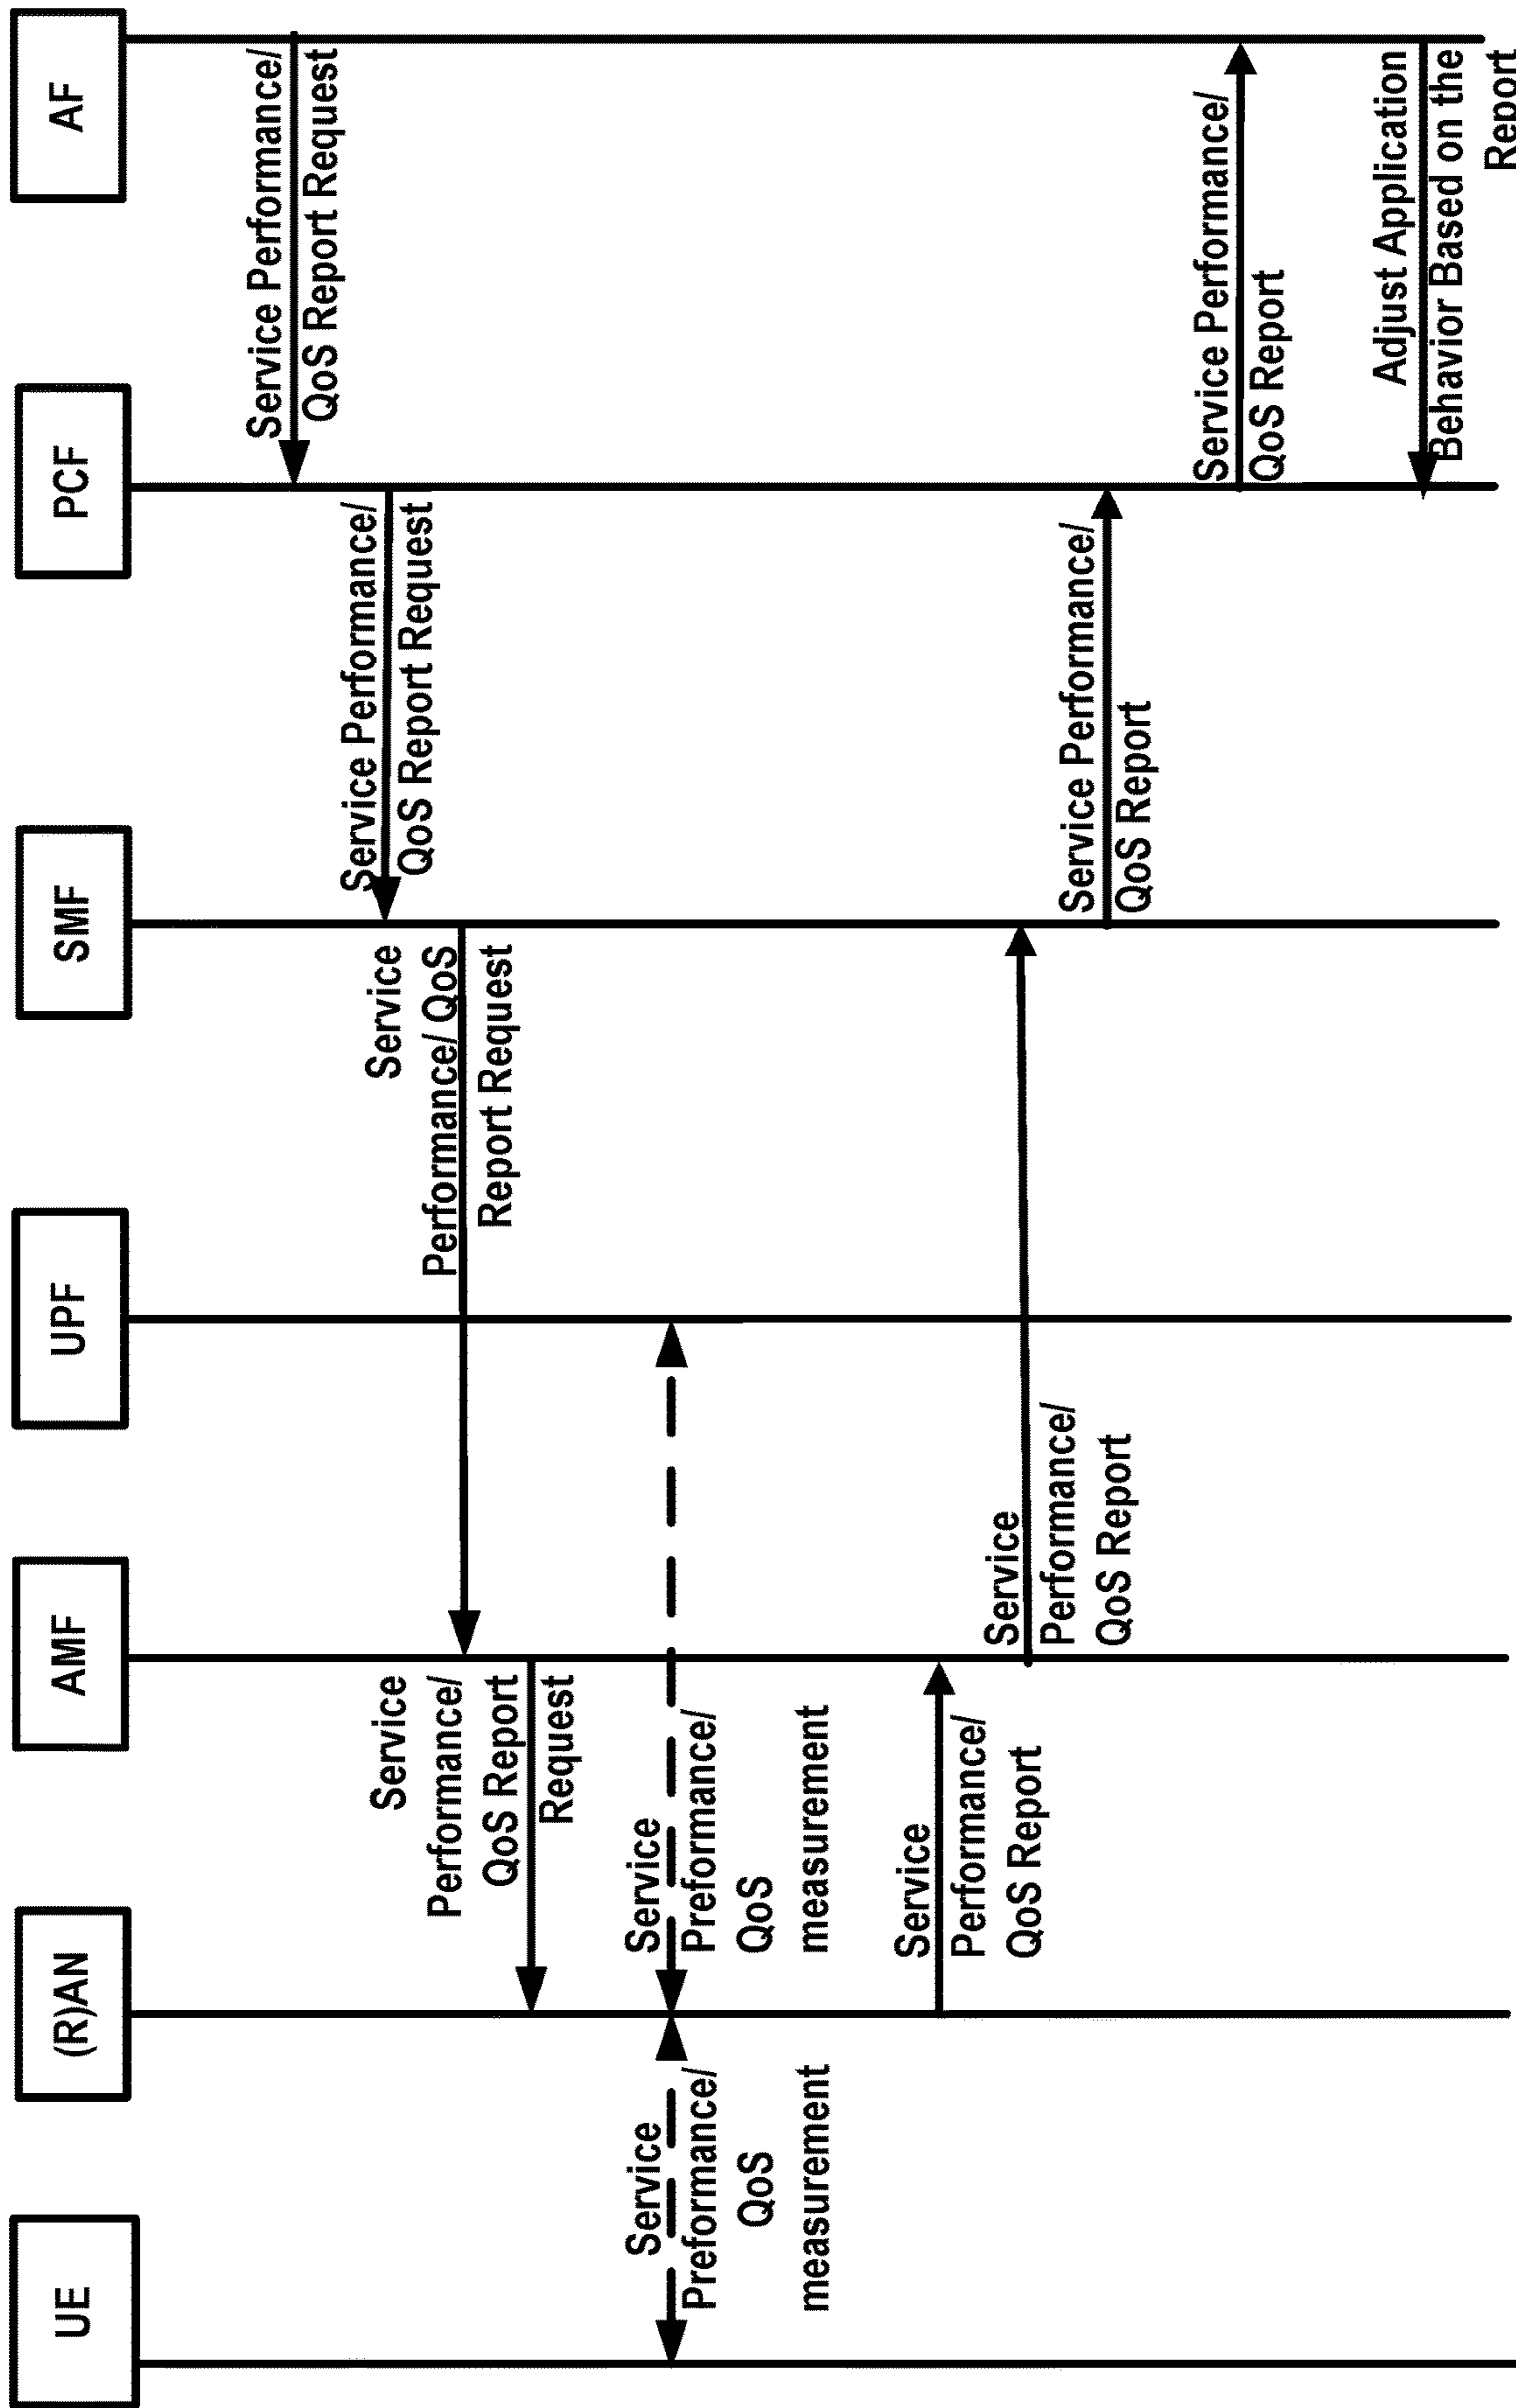 UE
(R)AN
AMF
UPF
SMF
PCF
AF
Service Performance/
QoS Report Request
Service Performance/
QoS Report Request
Service
Performance/ QoS
Report Request
Service
Performance/
QoS Report
Request
Service
Preformance/
QoS
measurement
Service
Preformance/
QoS
measurement
Service
Performance/
QoS Report
Service
Performance/
QoS Report
Service Performance/
QoS Report
Service Performance/
QoS Report
Adjust Application
Behavior Based on the
Report